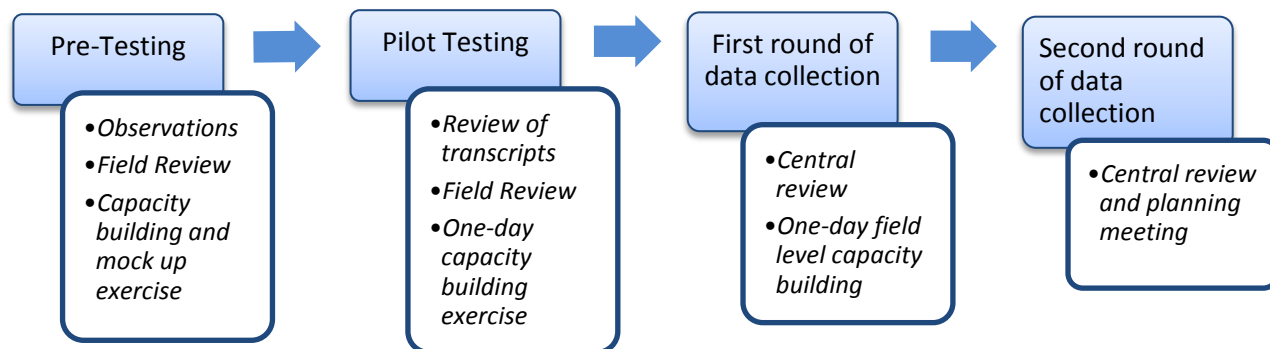 Pre-Testing
•Observations
•Field Review
•Capacity
building and
mock up
exercise
Pilot Testing
•Review of
transcripts
•Field Review
•One-day
capacity
building
exercise
First round of
data collection
•Central
review
•One-day field
level capacity
building
Second round
of data
collection
•Central review
and planning
meeting